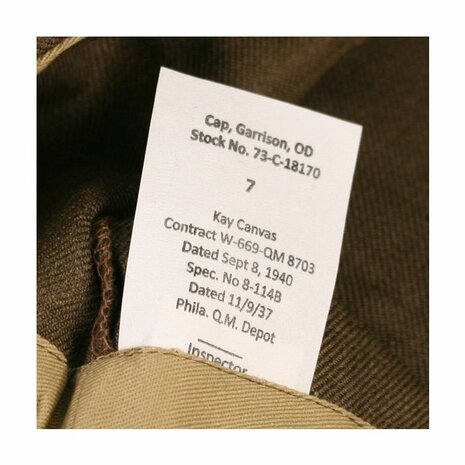 Cap, Garrison, OD
Stock No. 73-C-18170
7
Kay Canvas
Contract W-669-QM 8703
Dated Sept 8, 1940
Spec. No 8-114B
Dated 11/9/37
Phila. Q.M. Depot
Inspector